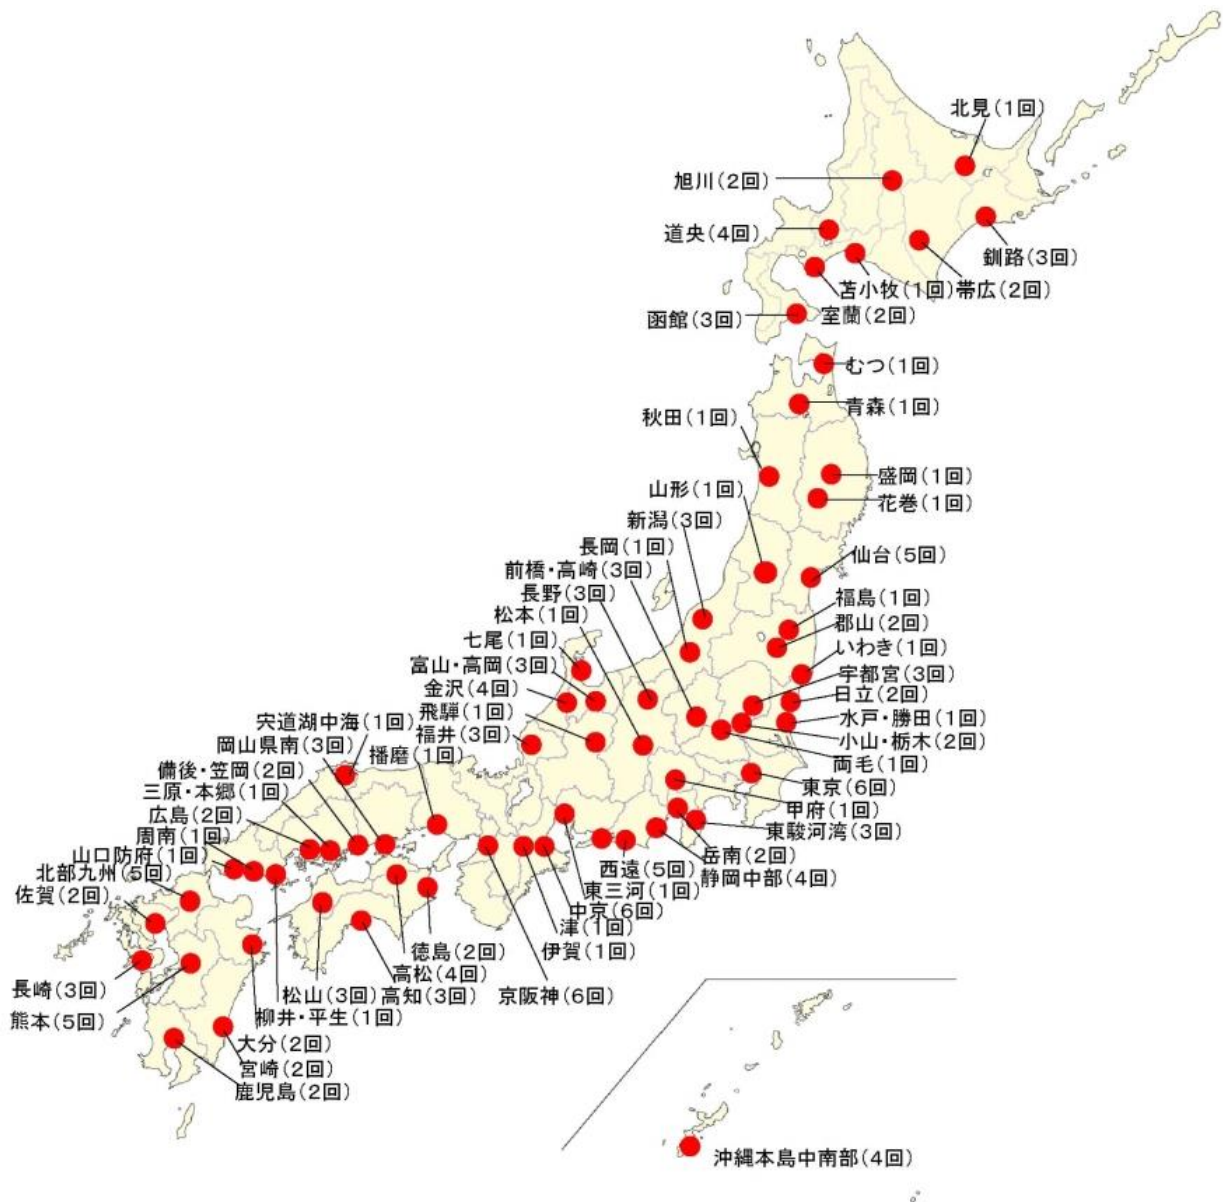 北見(1回)
旭川(2回)
道央(4回)
釧路(3回)
苫小牧(1回)
帯広(2回)
函館(3回)
室蘭(2回)
むつ(1回)
青森(1回)
秋田(1回)
盛岡(1回)
山形(1回)
花巻(1回)
新潟(3回)
長岡(1回)
仙台(5回)
前橋・高崎(3回)
長野(3回)
福島(1回)
松本(1回)
郡山(2回)
七尾(1回)
いわき(1回)
富山・高岡(3回)
宇都宮(3回)
金沢(4回)
日立(2回)
飛騨(1回)
水戸・勝田(1回)
宍道湖中海(1回)
福井(3回)
小山・栃木(2回)
岡山県南(3回)
播磨(1回)
両毛(1回)
備後・笠岡(2回)
東京(6回)
三原・本郷(1回)
甲府(1回)
広島(2回)
東駿河湾(3回)
周南(1回)
山口防府(1回)
岳南(2回)
北部九州(5回)
西遠(5回)
静岡中部(4回)
佐賀(2回)
東三河(1回)
中京(6回)
津(1回)
徳島(2回)
伊賀(1回)
高松(4回)
長崎(3回)
松山(3回)
高知(3回)
京阪神(6回)
熊本(5回)
柳井・平生(1回)
大分(2回)
宮崎(2回)
鹿児島(2回)
沖縄本島中南部(4回)